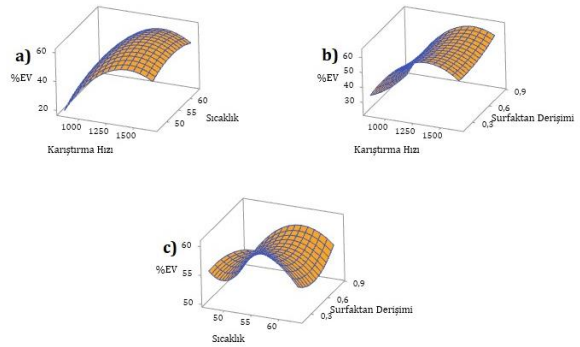 a)
60
%EV
40
20
1000
1250
1500
50
55
60
Sıcaklık
Karıştırma Hızı
b)
60
%EV
50
40
30
1000
1250
1500
0,3
0,6
0,9
Surfaktan Derişimi
Karıştırma Hızı
c)
60
%EV
55
50
50
55
60
0,3
0,6
0,9
Surfaktan Derişimi
Sıcaklık